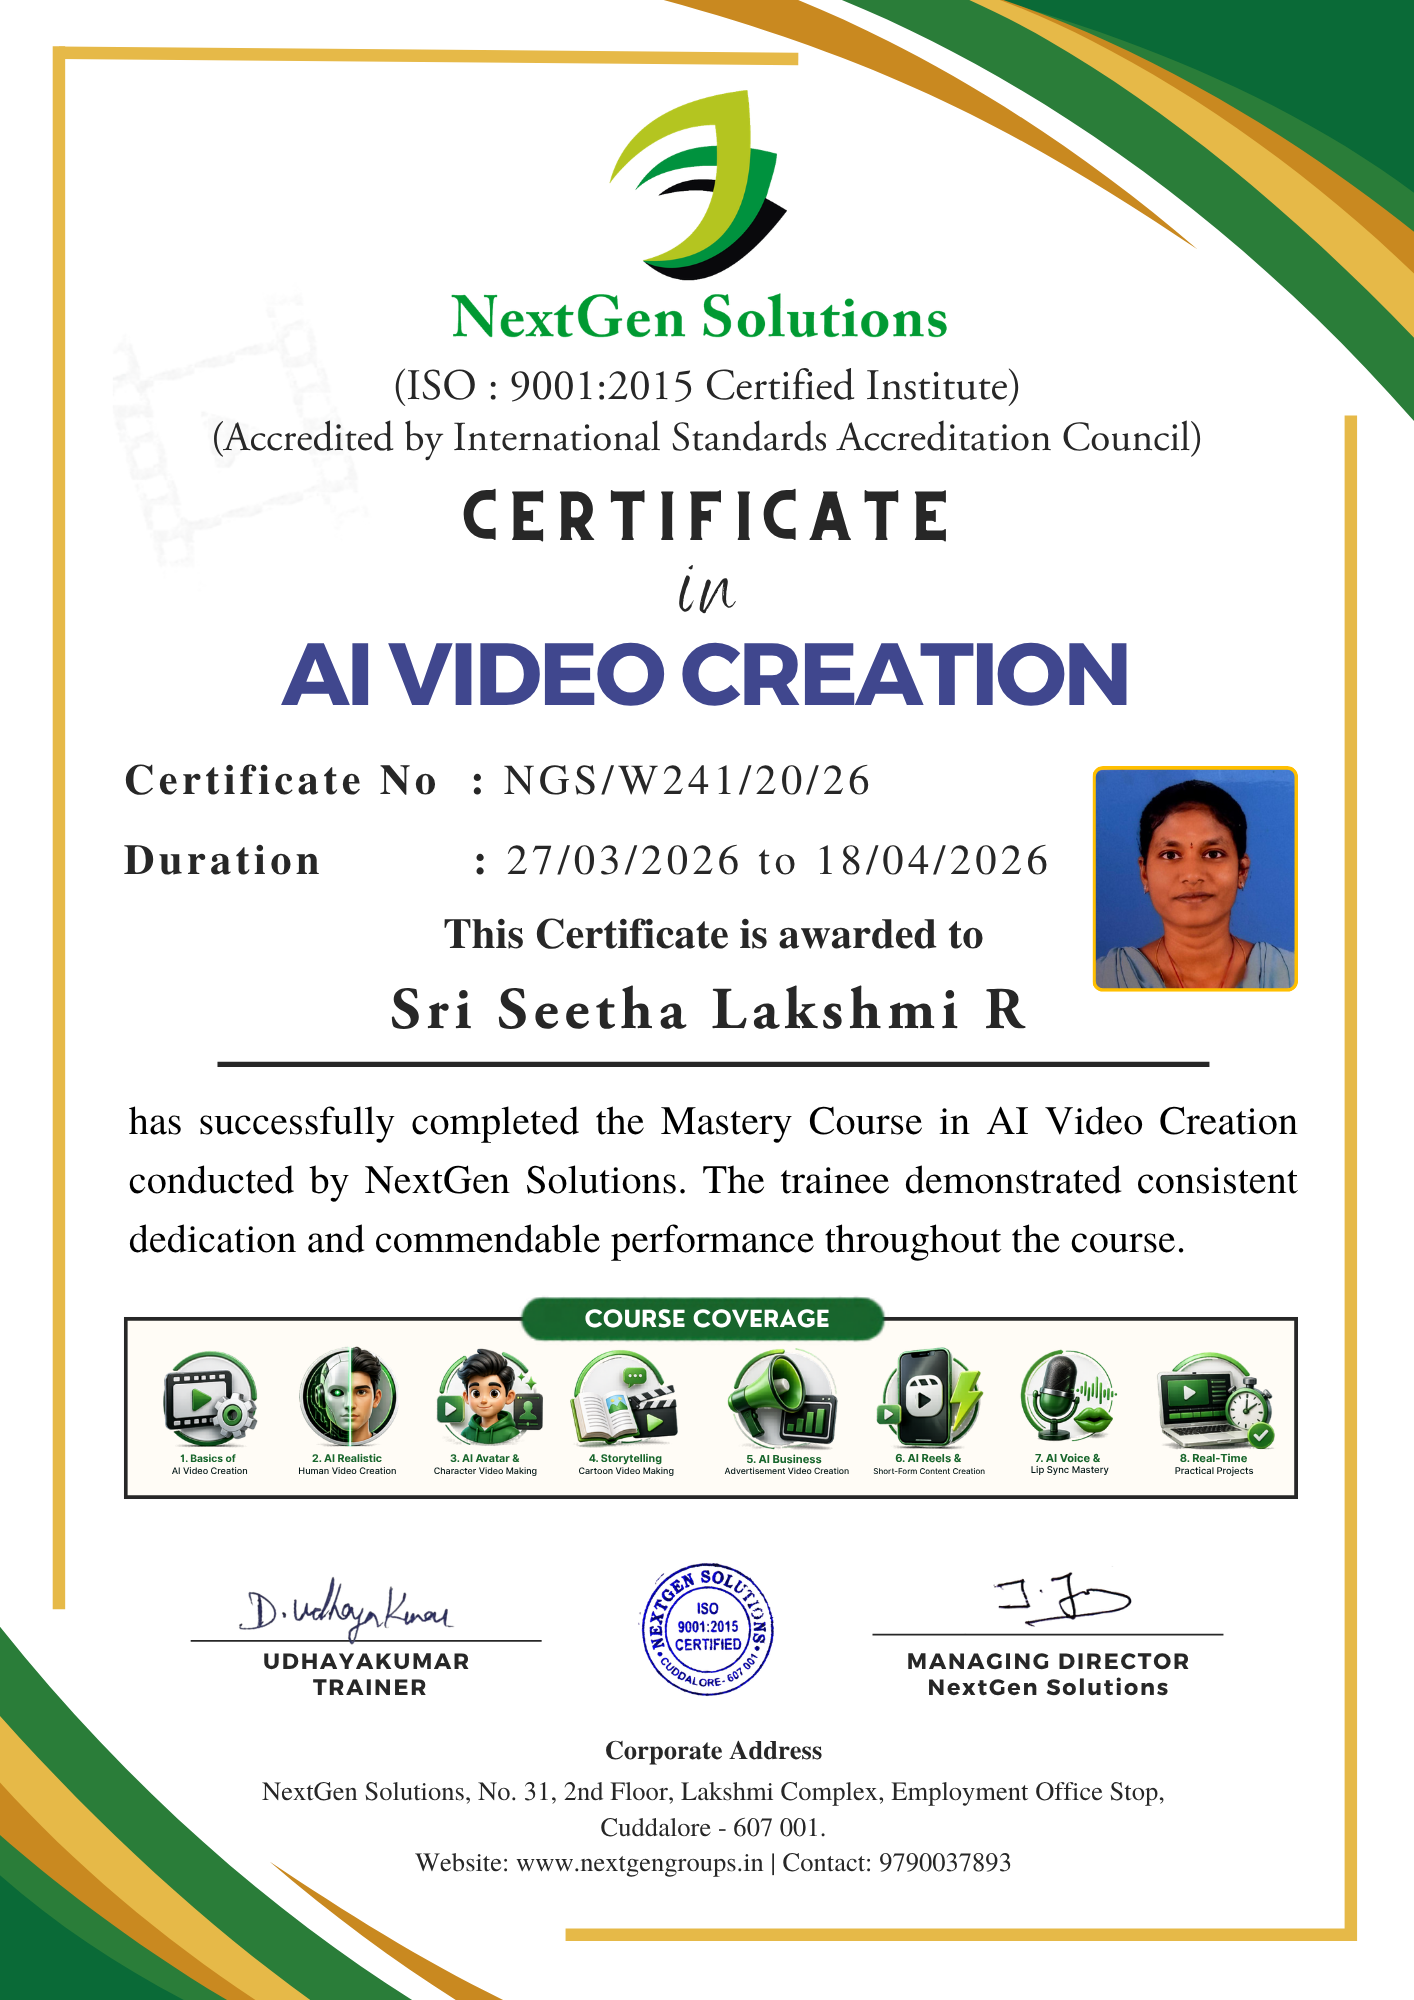 NextGen Solutions
(ISO : 9001:2015 Certified Institute)
(Accredited by International Standards Accreditation Council)
CERTIFICATE
in
AI VIDEO CREATION
Certificate No : NGS/W241/20/26
Duration : 27/03/2026 to 18/04/2026
This Certificate is awarded to
Sri Seetha Lakshmi R
has successfully completed the Mastery Course in AI Video Creation
conducted by NextGen Solutions. The trainee demonstrated consistent
dedication and commendable performance throughout the course.
COURSE COVERAGE
1. Basics of
AI Video Creation
2. AI Realistic
Human Video Creation
3. AI Avatar &
Character Video Making
4. Storytelling
Cartoon Video Making
5. AI Business
Advertisement Video Creation
6. AI Reels &
Short-Form Content Creation
7. AI Voice &
Lip Sync Mastery
8. Real-Time
Practical Projects
D. Udhaya Kumar
UDHAYAKUMAR
TRAINER
NEXTGEN SOLUTIONS
ISO
9001:2015
CERTIFIED
CUDDALORE - 607 001
MANAGING DIRECTOR
NextGen Solutions
Corporate Address
NextGen Solutions, No. 31, 2nd Floor, Lakshmi Complex, Employment Office Stop,
Cuddalore - 607 001.
Website: www.nextgengroups.in | Contact: 9790037893